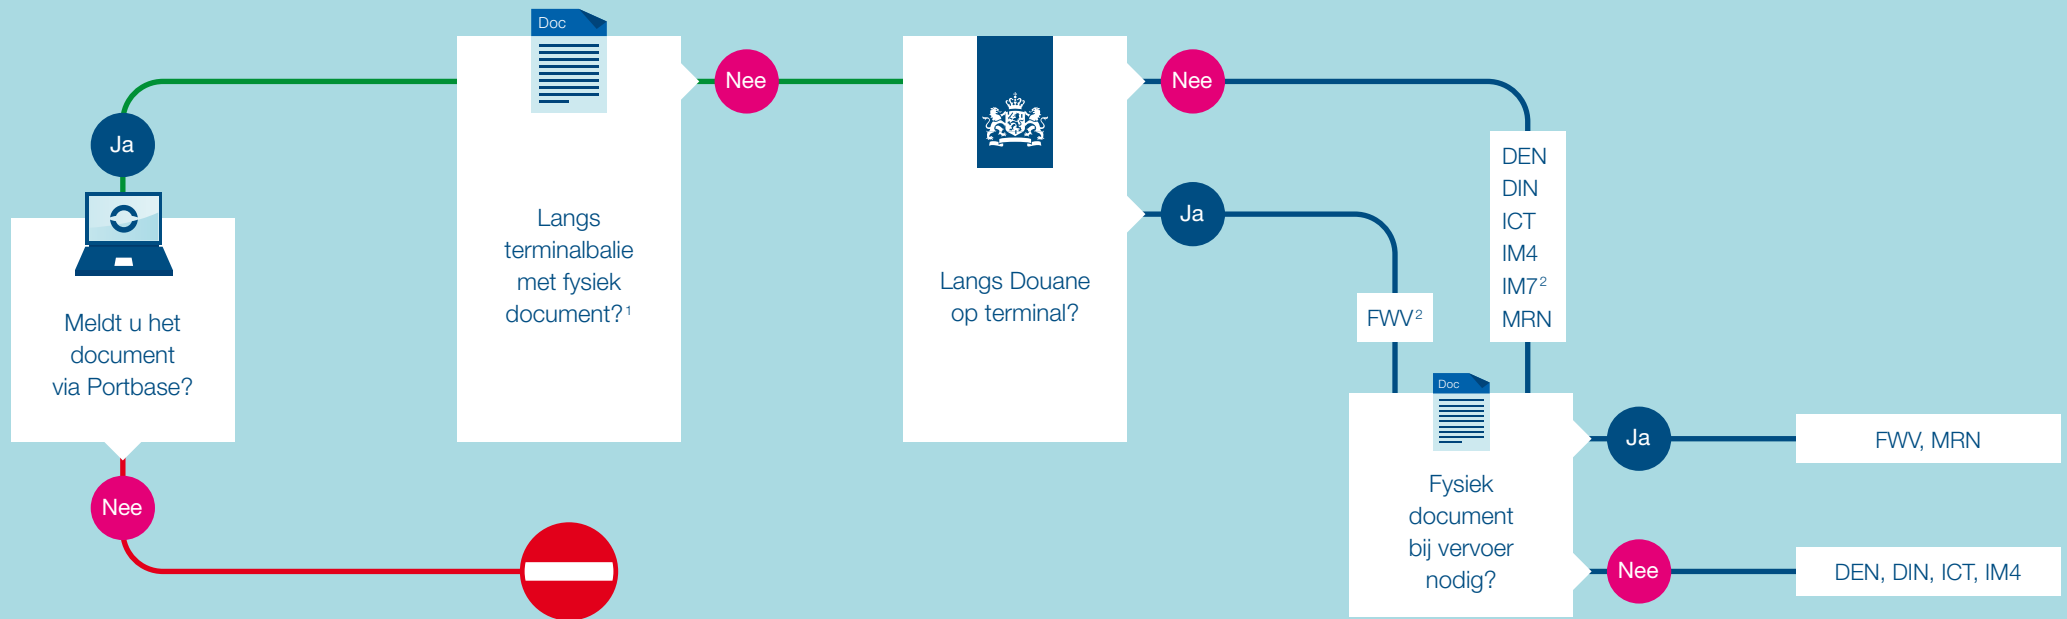 Ja
Meldt u het
document
via Portbase?
Nee
Doc
Langs
terminalbalie
met fysiek
document?¹
Nee
Langs Douane
op terminal?
Nee
Ja
DEN
DIN
ICT
IM4
IM7²
MRN
FWV²
Doc
Fysiek
document
bij vervoer
nodig?
Ja
FWV, MRN
Nee
DEN, DIN, ICT, IM4